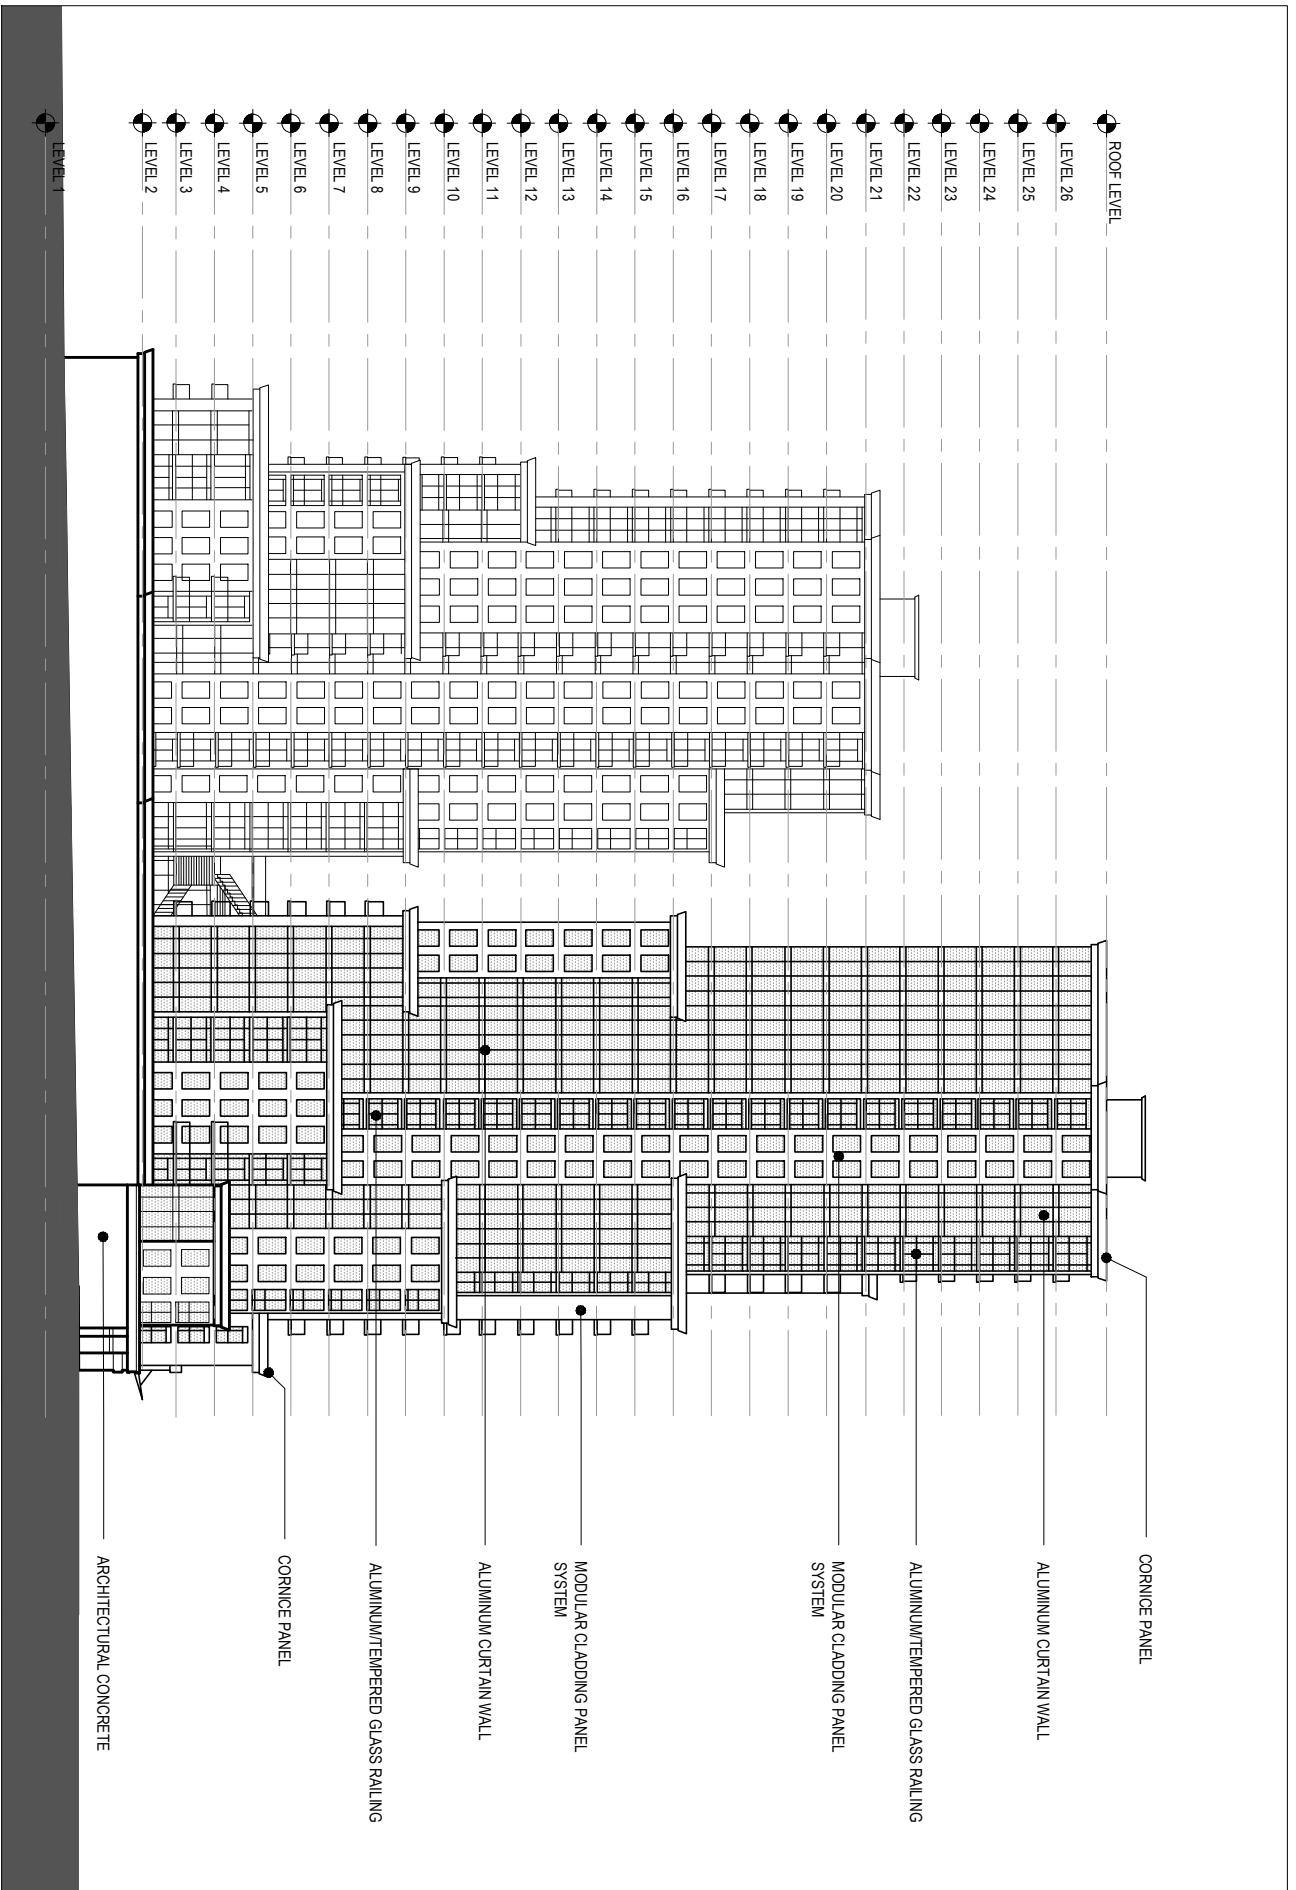 ROOF LEVEL
LEVEL 26
LEVEL 25
LEVEL 24
LEVEL 23
LEVEL 22
LEVEL 21
LEVEL 20
LEVEL 19
LEVEL 18
LEVEL 17
LEVEL 16
LEVEL 15
LEVEL 14
LEVEL 13
LEVEL 12
LEVEL 11
LEVEL 10
LEVEL 9
LEVEL 8
LEVEL 7
LEVEL 6
LEVEL 5
LEVEL 4
LEVEL 3
LEVEL 2
LEVEL 1
CORNICE PANEL
ALUMINUM CURTAIN WALL
ALUMINUM/TEMPERED GLASS RAILING
MODULAR CLADDING PANEL
SYSTEM
MODULAR CLADDING PANEL
SYSTEM
ALUMINUM CURTAIN WALL
ALUMINUM/TEMPERED GLASS RAILING
CORNICE PANEL
ARCHITECTURAL CONCRETE